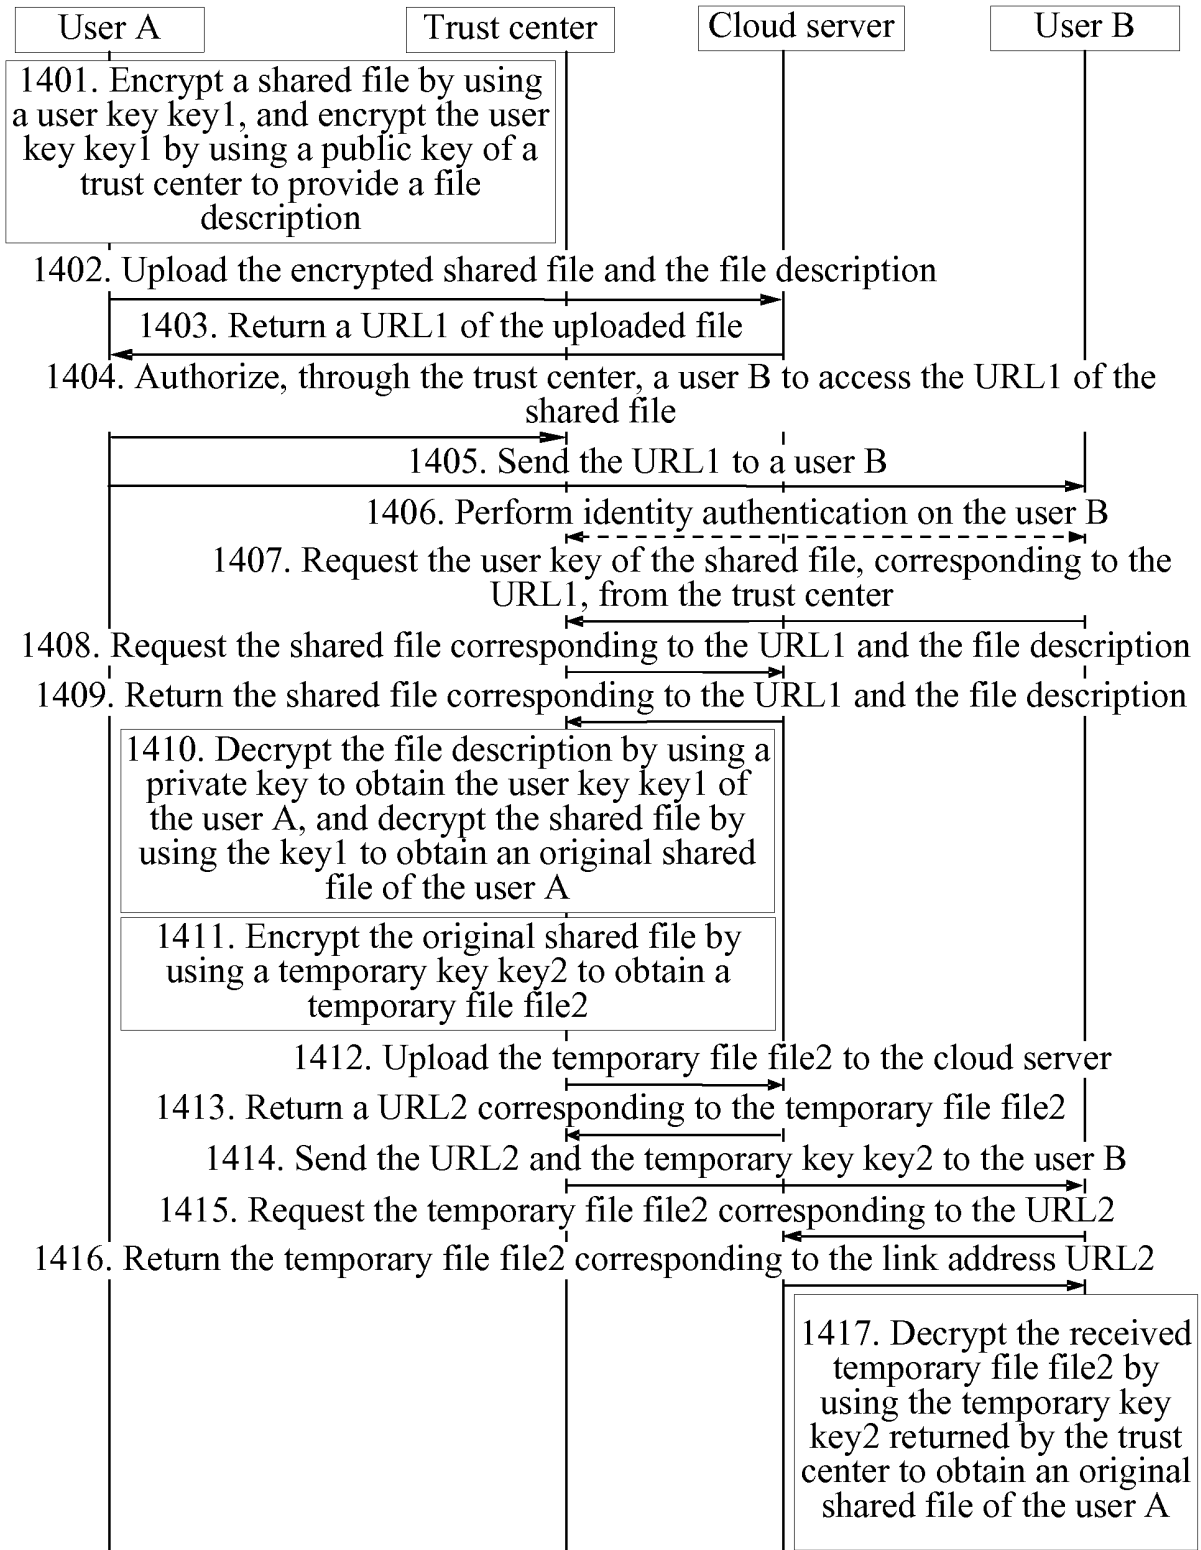 User A
Trust center
Cloud server
User B
1401. Encrypt a shared file by using
a user key key1, and encrypt the user
key key1 by using a public key of a
trust center to provide a file
description
1402. Upload the encrypted shared file and the file description
1403. Return a URL1 of the uploaded file
1404. Authorize, through the trust center, a user B to access the URL1 of the
shared file
1405. Send the URL1 to a user B
1406. Perform identity authentication on the user B
1407. Request the user key of the shared file, corresponding to the
URL1, from the trust center
1408. Request the shared file corresponding to the URL1 and the file description
1409. Return the shared file corresponding to the URL1 and the file description
1410. Decrypt the file description by using a
private key to obtain the user key key1 of
the user A, and decrypt the shared file by
using the key1 to obtain an original shared
file of the user A
1411. Encrypt the original shared file by
using a temporary key key2 to obtain a
temporary file file2
1412. Upload the temporary file file2 to the cloud server
1413. Return a URL2 corresponding to the temporary file file2
1414. Send the URL2 and the temporary key key2 to the user B
1415. Request the temporary file file2 corresponding to the URL2
1416. Return the temporary file file2 corresponding to the link address URL2
1417. Decrypt the received
temporary file file2 by
using the temporary key
key2 returned by the trust
center to obtain an original
shared file of the user A